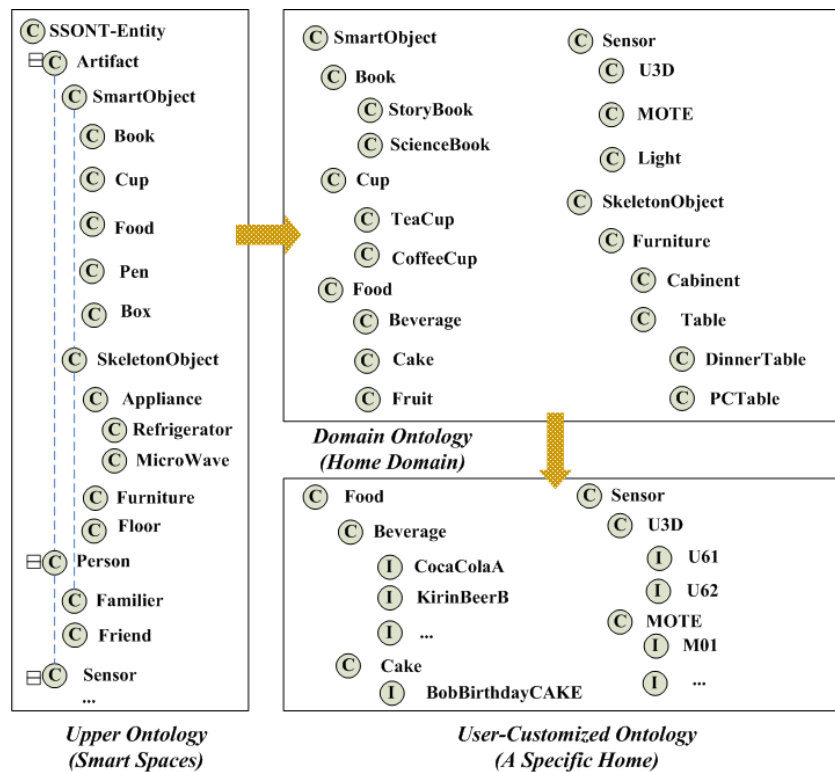 C SSONT-Entity
C Artifact
C SmartObject
C Book
C Cup
C Food
C Pen
C Box
C SkeletonObject
C Appliance
C Refrigerator
C MicroWave
C Furniture
C Floor
C Person
C Familier
C Friend
C Sensor
...
Upper Ontology
(Smart Spaces)
C SmartObject
C Book
C StoryBook
C ScienceBook
C Cup
C TeaCup
C CoffeeCup
C Food
C Beverage
C Cake
C Fruit
C Sensor
C U3D
C MOTE
C Light
C SkeletonObject
C Furniture
C Cabinent
C Table
C DinnerTable
C PCTable
Domain Ontology
(Home Domain)
C Food
C Beverage
I CocaColaA
I KirinBeerB
I ...
C Cake
I BobBirthdayCAKE
C Sensor
C U3D
I U61
I U62
C MOTE
I M01
I ...
User-Customized Ontology
(A Specific Home)